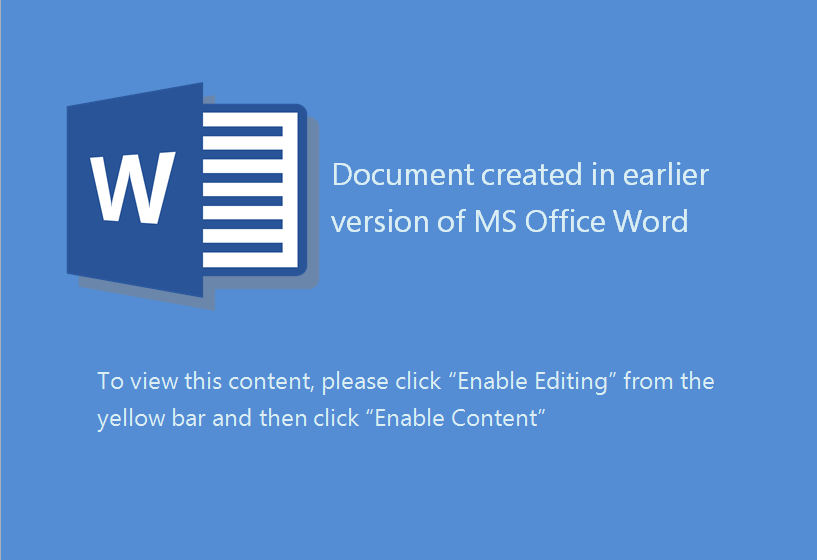 W
Document created in earlier
version of MS Office Word
To view this content, please click “Enable Editing” from the
yellow bar and then click “Enable Content”